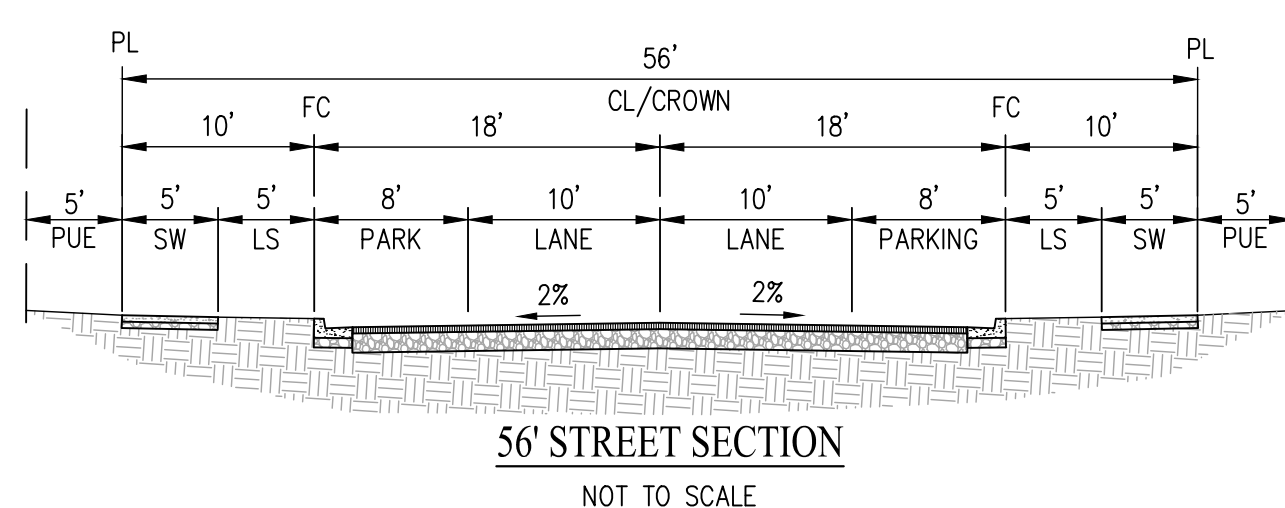 PL PL
56'
CL/CROWN
FC FC
10' 18' 18' 10'
5' 5' 5' 8' 10' 10' 8' 5' 5' 5'
PUE SW LS PARK LANE LANE PARKING LS SW PUE
2% 2%
56' STREET SECTION
NOT TO SCALE